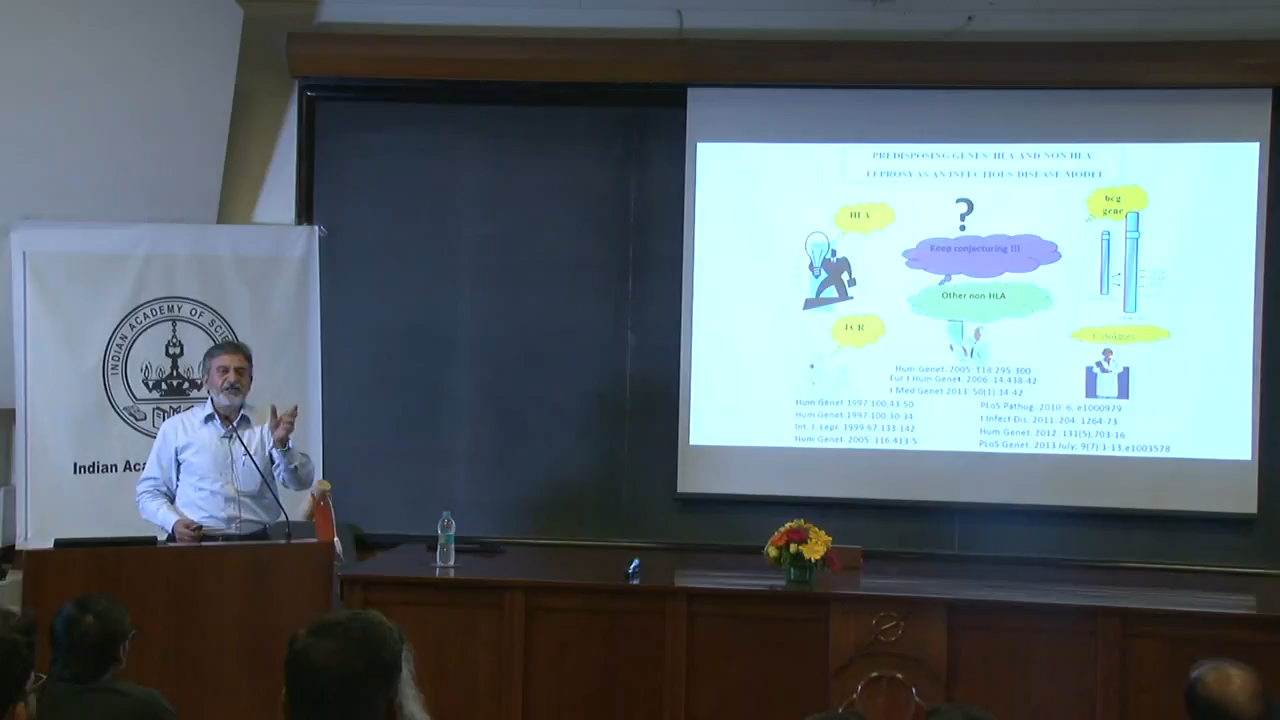 INDIAN ACADEMY OF SCIE
Indian Aca
PREDISPOSING GENES: HLA AND NON HLA
LEPROSY AS AN INFECTIOUS DISEASE MODEL
HLA
?
bcg
gene
Keep conjecturing !!!
Other non-HLA
TCR
Cytokines
Hum Genet. 2005: 118 295-300
Eur J Hum Genet. 2006: 14:438-42
J Med Genet 2013: 50(1):34-42
Hum Genet.1997:100,43-50
Hum Genet.1997:100.30-34
Int. J. Lepr. 1999:67.133-142
Hum Genet. 2005: 116:413-5
PLoS Pathog. 2010: 6, e1000979
J Infect Dis. 2011: 204. 1264-73
Hum Genet: 2012: 131(5).703-16
PLoS Genet. 2013 July; 9(7):1-13.e1003578